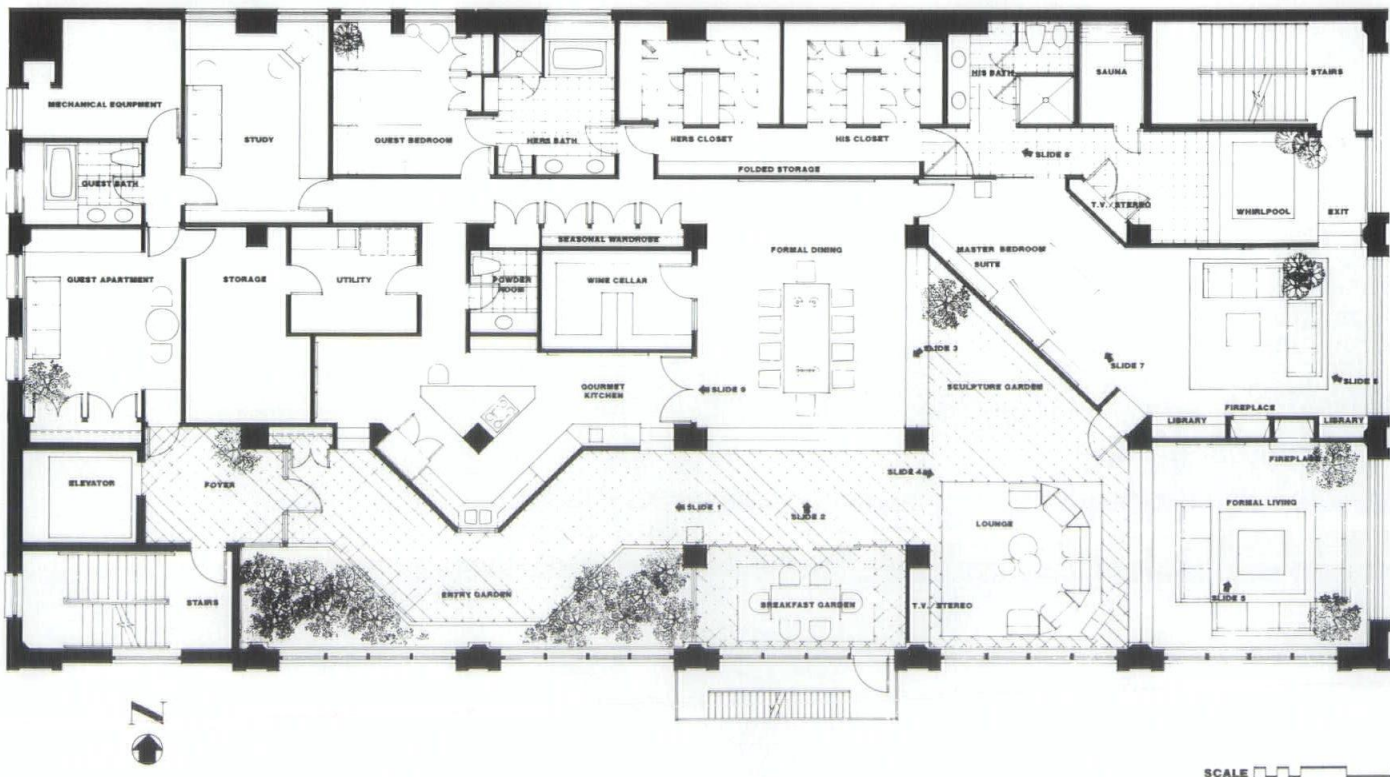 MECHANICAL EQUIPMENT
STUDY
GUEST BEDROOM
HERS BATH
HERS CLOSET
HIS CLOSET
FOLDED STORAGE
HIS BATH
SAUNA
STAIRS
SLIDE 6
GUEST BATH
T.V./STEREO
WHIRLPOOL
EXIT
SEASONAL WARDROBE
FORMAL DINING
MASTER BEDROOM
SUITE
GUEST APARTMENT
STORAGE
UTILITY
POWDER
ROOM
WINE CELLAR
SLIDE 3
SLIDE 7
SCULPTURE GARDEN
GOURMET
KITCHEN
SLIDE 9
FIREPLACE
LIBRARY
LIBRARY
FIREPLACE
ELEVATOR
FOYER
SLIDE 4
SLIDE 1
SLIDE 2
LOUNGE
FORMAL LIVING
SLIDE 5
STAIRS
ENTRY GARDEN
BREAKFAST GARDEN
T.V./STEREO
N
SCALE